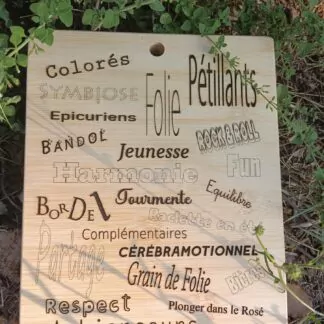 Colorés
SYMBIOSE
Folie
Pétillants
Epicuriens
BANDOL
ROCK & ROLL
Jeunesse
Harmonie
Fun
Equilibre
BORDEL
Tourmente
Raclette en été
Complémentaires
Partage
CÉRÉBRAMOTIONNEL
Grain de Folie
Respect
Plonger dans le Rosé